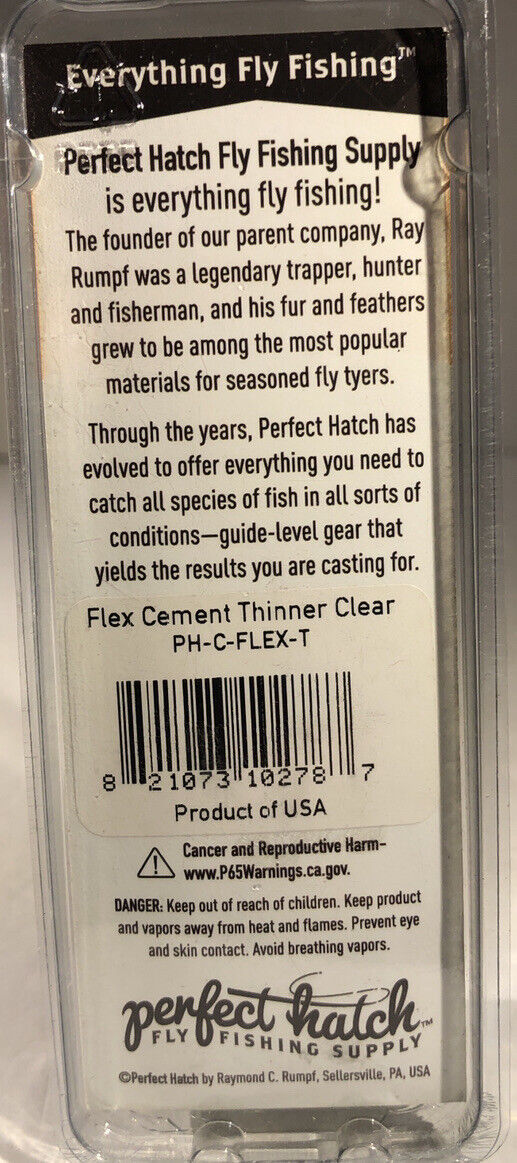 Everything Fly Fishing™
Perfect Hatch Fly Fishing Supply
is everything fly fishing!
The founder of our parent company, Ray
Rumpf was a legendary trapper, hunter
and fisherman, and his fur and feathers
grew to be among the most popular
materials for seasoned fly tyers.
Through the years, Perfect Hatch has
evolved to offer everything you need to
catch all species of fish in all sorts of
conditions—guide-level gear that
yields the results you are casting for.
Flex Cement Thinner Clear
PH-C-FLEX-T
8 21073 10278 7
Product of USA
Cancer and Reproductive Harm-
www.P65Warnings.ca.gov.
DANGER: Keep out of reach of children. Keep product
and vapors away from heat and flames. Prevent eye
and skin contact. Avoid breathing vapors.
perfect hatch™
FLY FISHING SUPPLY
©Perfect Hatch by Raymond C. Rumpf, Sellersville, PA, USA